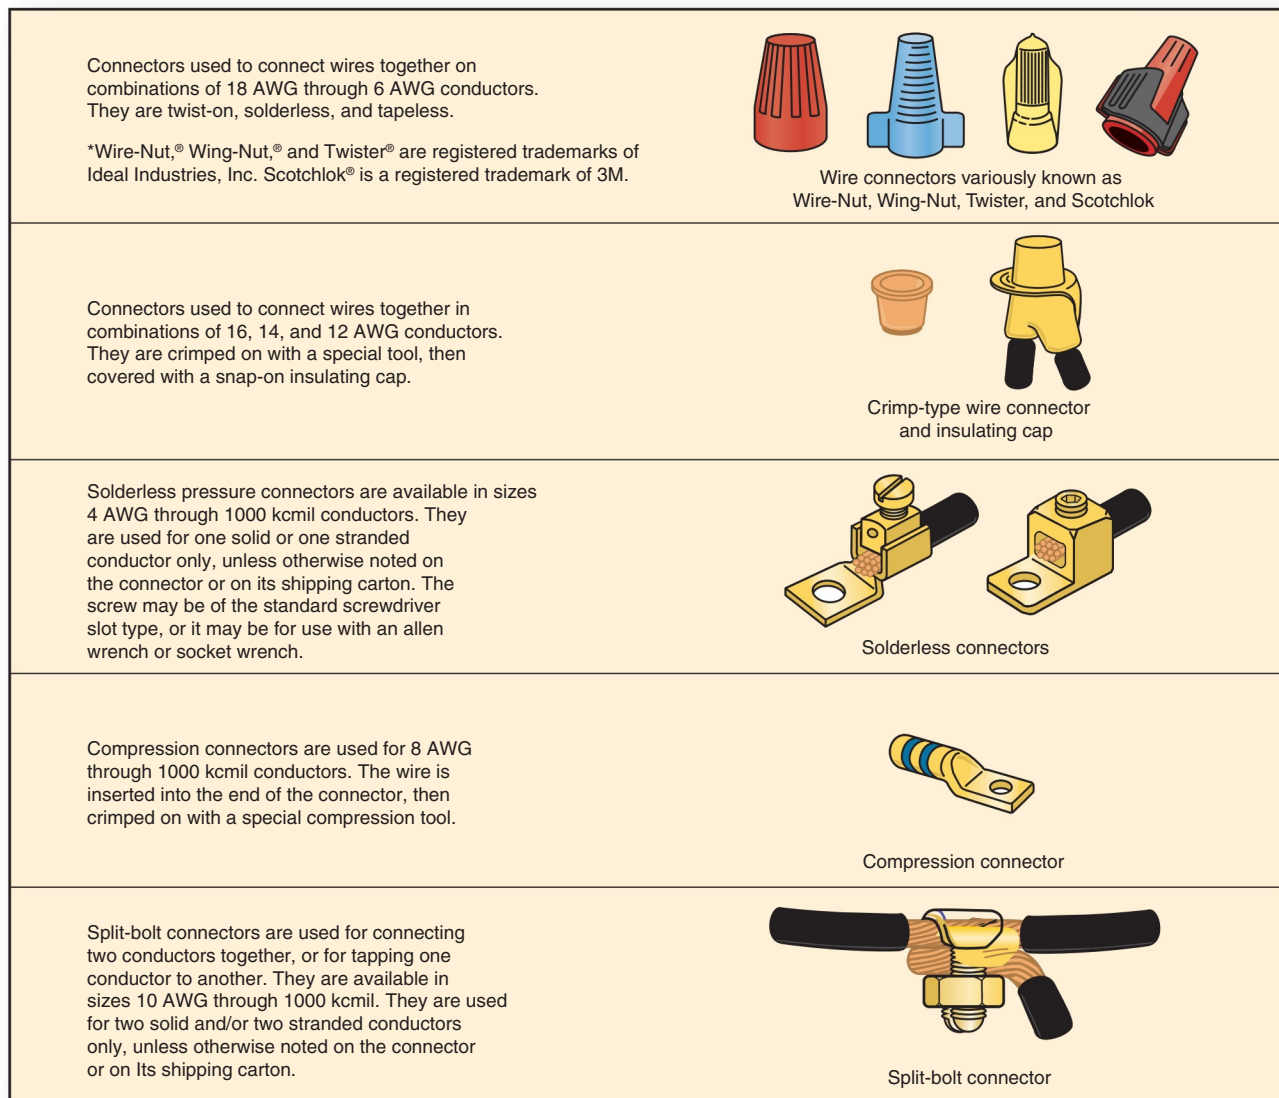 Connectors used to connect wires together on
combinations of 18 AWG through 6 AWG conductors.
They are twist-on, solderless, and tapeless.
*Wire-Nut,® Wing-Nut,® and Twister® are registered trademarks of
Ideal Industries, Inc. Scotchlok® is a registered trademark of 3M.
Wire connectors variously known as
Wire-Nut, Wing-Nut, Twister, and Scotchlok
Connectors used to connect wires together in
combinations of 16, 14, and 12 AWG conductors.
They are crimped on with a special tool, then
covered with a snap-on insulating cap.
Crimp-type wire connector
and insulating cap
Solderless pressure connectors are available in sizes
4 AWG through 1000 kcmil conductors. They
are used for one solid or one stranded
conductor only, unless otherwise noted on
the connector or on its shipping carton. The
screw may be of the standard screwdriver
slot type, or it may be for use with an allen
wrench or socket wrench.
Solderless connectors
Compression connectors are used for 8 AWG
through 1000 kcmil conductors. The wire is
inserted into the end of the connector, then
crimped on with a special compression tool.
Compression connector
Split-bolt connectors are used for connecting
two conductors together, or for tapping one
conductor to another. They are available in
sizes 10 AWG through 1000 kcmil. They are used
for two solid and/or two stranded conductors
only, unless otherwise noted on the connector
or on Its shipping carton.
Split-bolt connector